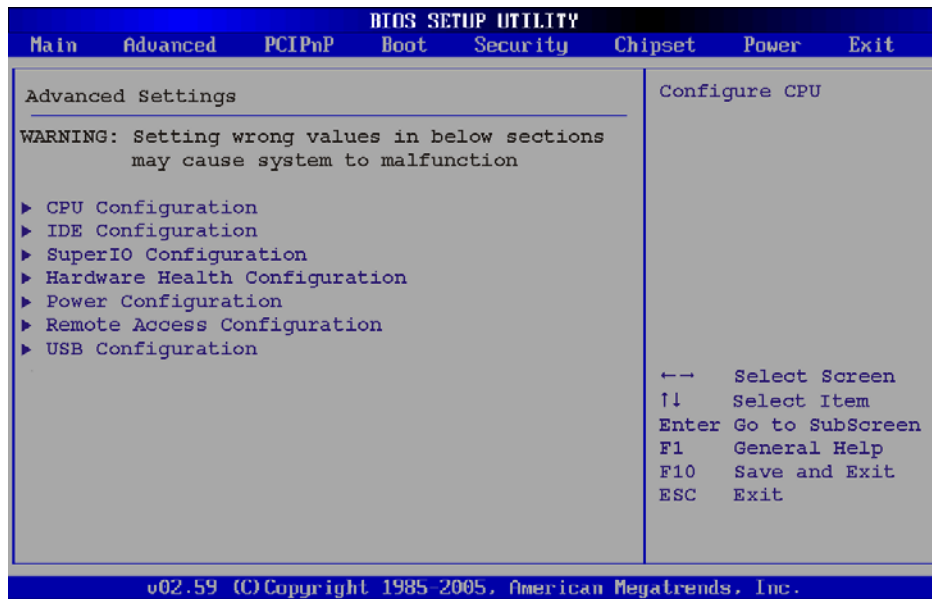 BIOS SETUP UTILITY
Main Advanced PCIPnP Boot Security Chipset Power Exit
Advanced Settings
WARNING: Setting wrong values in below sections
may cause system to malfunction
► CPU Configuration
► IDE Configuration
► SuperIO Configuration
► Hardware Health Configuration
► Power Configuration
► Remote Access Configuration
► USB Configuration
Configure CPU
←→ Select Screen
↑↓ Select Item
Enter Go to SubScreen
F1 General Help
F10 Save and Exit
ESC Exit
v02.59 (C)Copyright 1985-2005, American Megatrends, Inc.